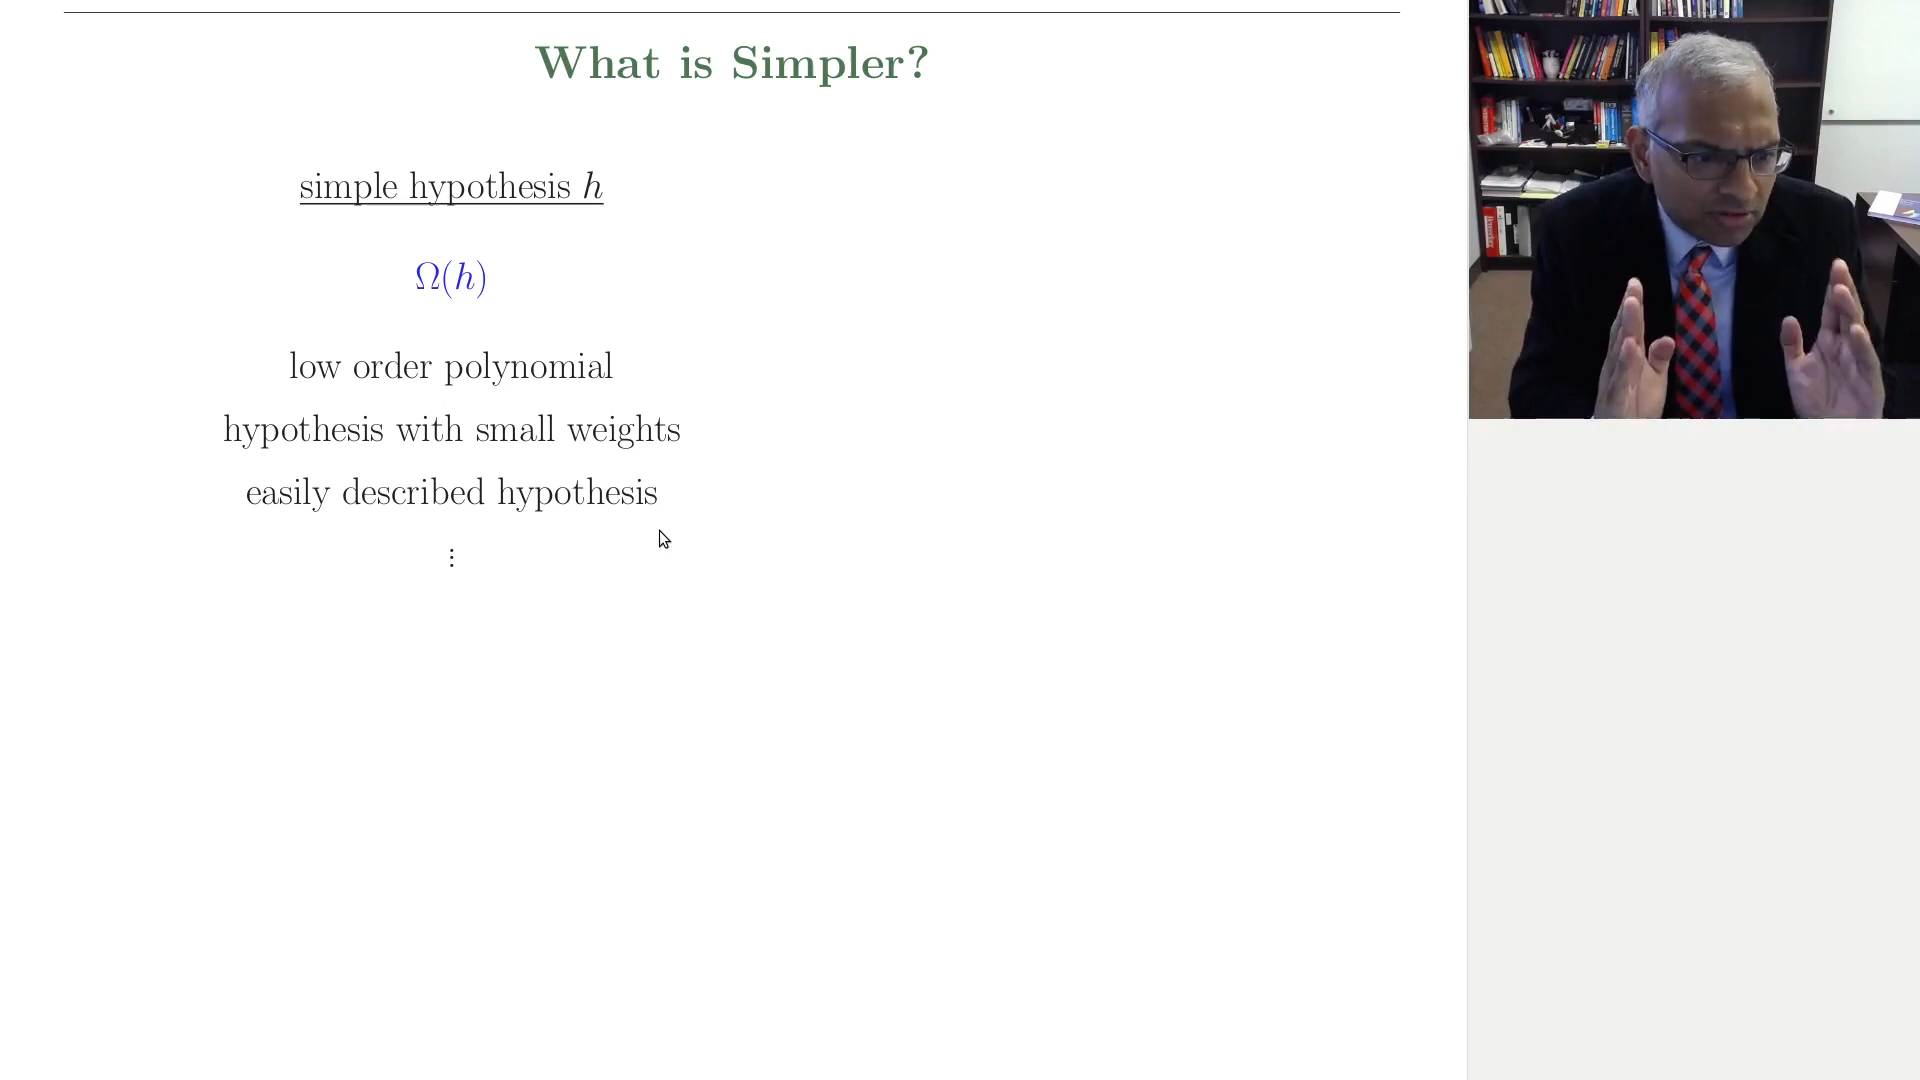 What is Simpler?
simple hypothesis h
Ω(h)
low order polynomial
hypothesis with small weights
easily described hypothesis
⋮